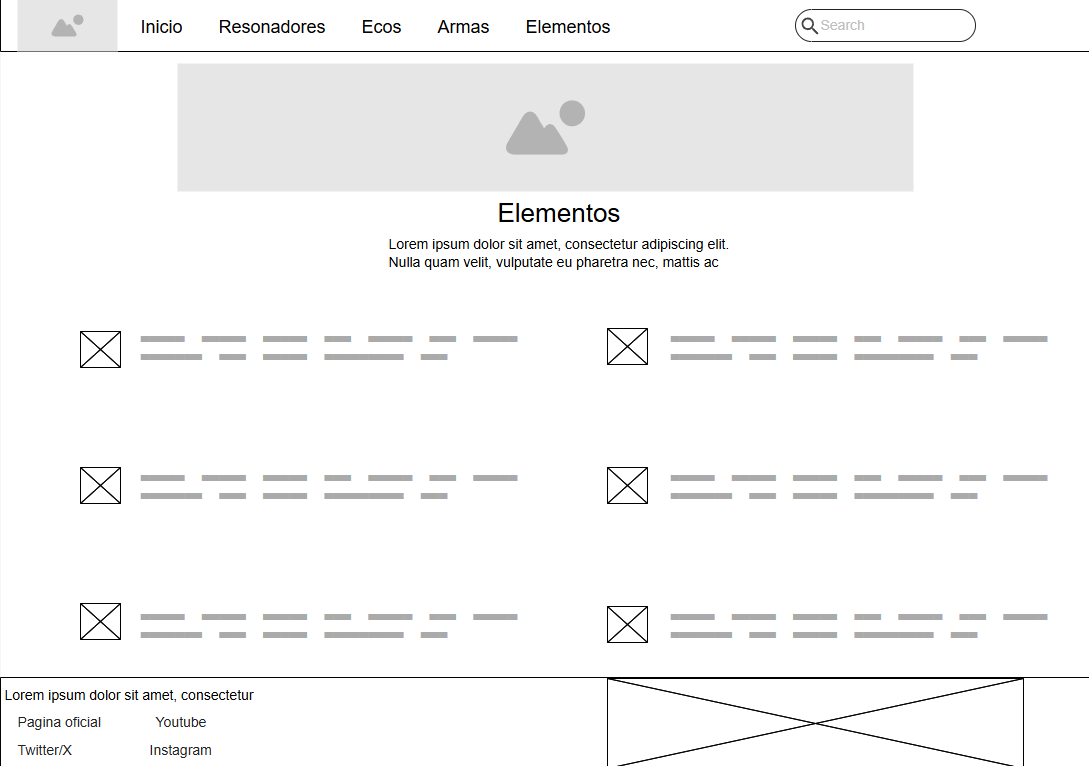 Inicio Resonadores Ecos Armas Elementos Search
Elementos
Lorem ipsum dolor sit amet, consectetur adipiscing elit.
Nulla quam velit, vulputate eu pharetra nec, mattis ac
Lorem ipsum dolor sit amet, consectetur
Pagina oficial Youtube
Twitter/X Instagram